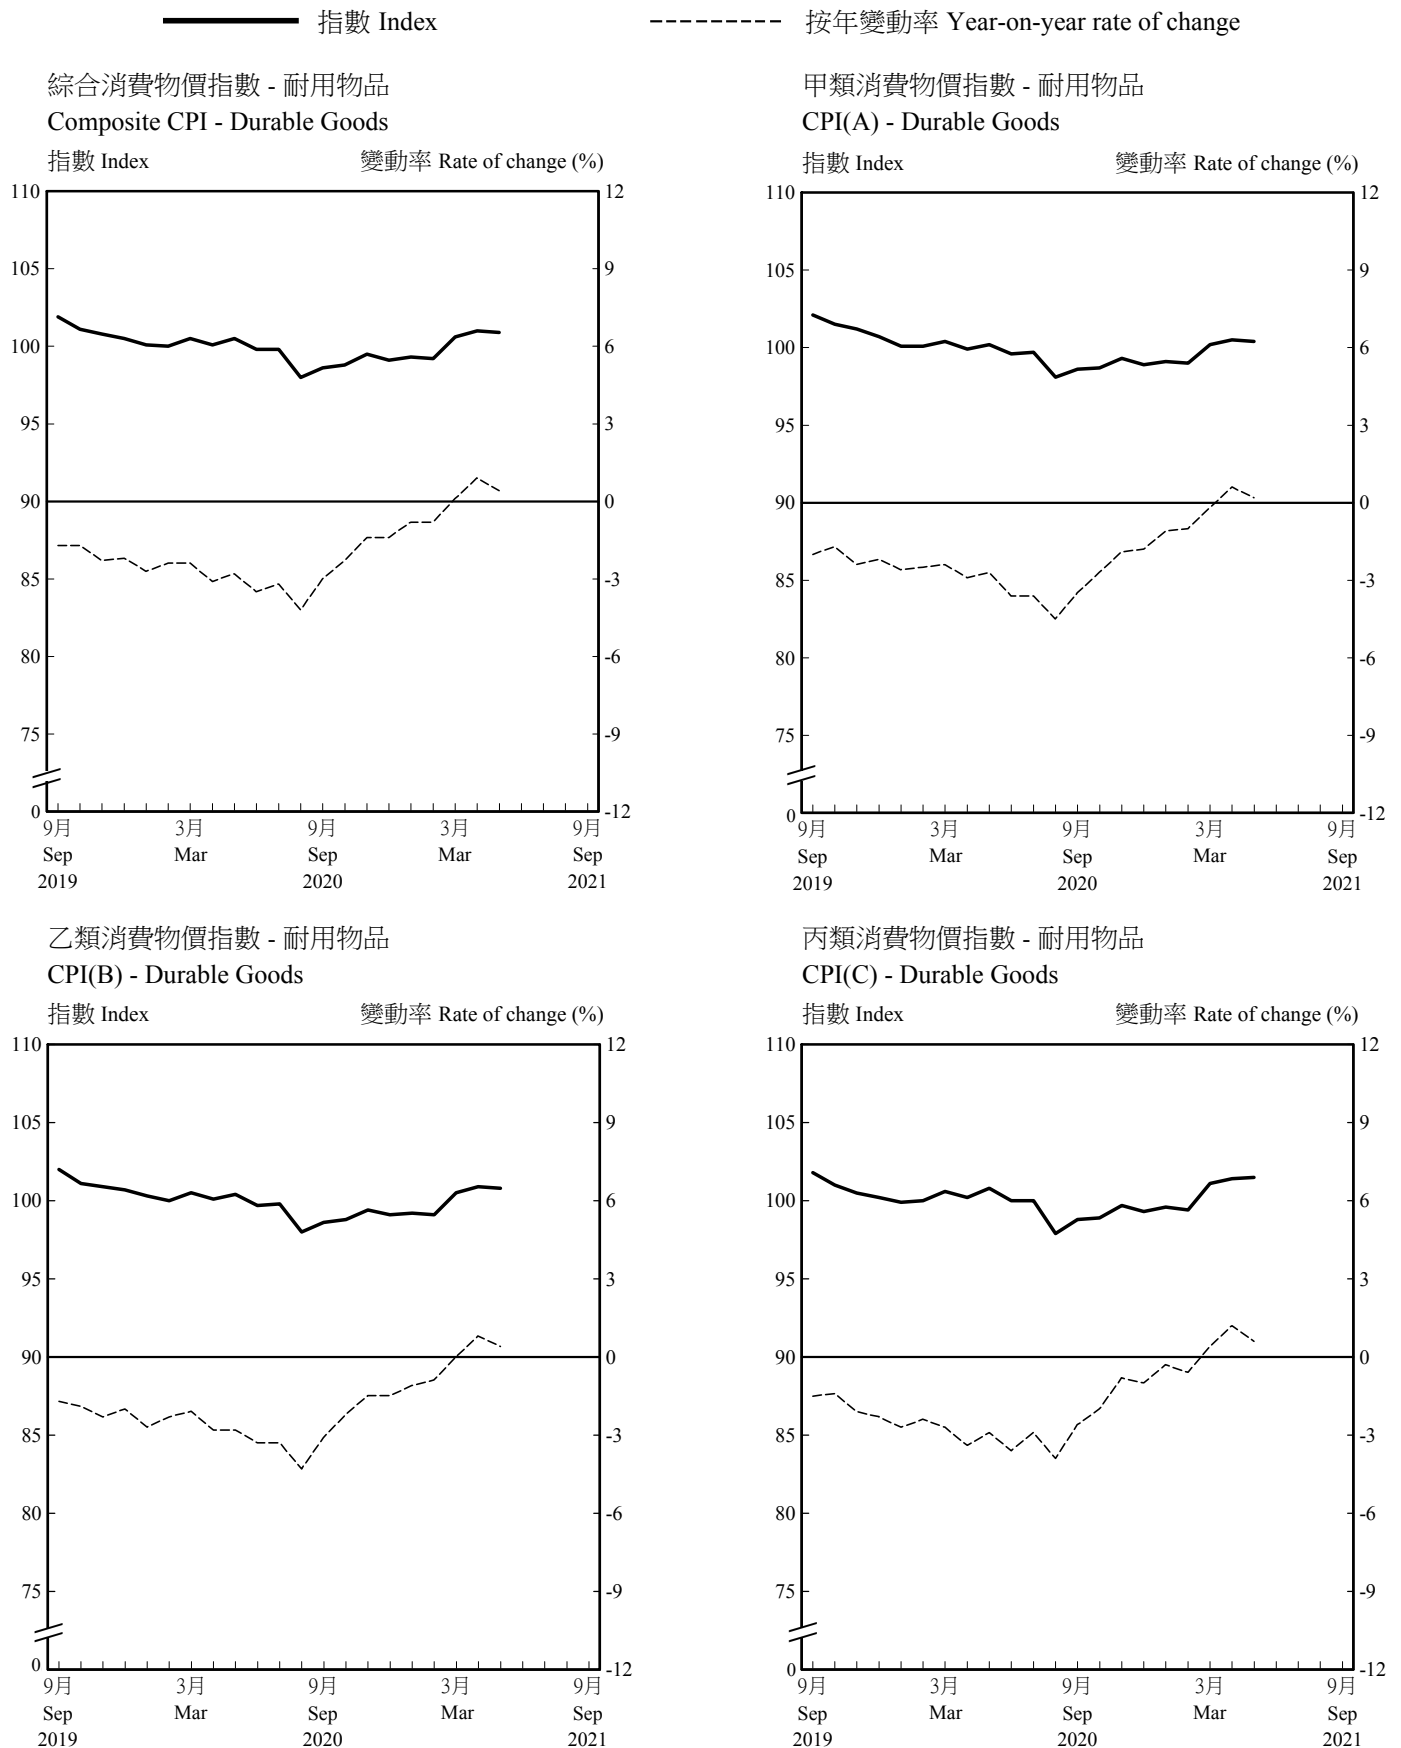 指數 Index
按年變動率 Year-on-year rate of change
綜合消費物價指數 - 耐用物品
Composite CPI - Durable Goods
指數 Index 變動率 Rate of change (%)
110 12
105 9
100 6
95 3
90 0
85 -3
80 -6
75 -9
0 -12
9月 3月 9月 3月 9月
Sep Mar Sep Mar Sep
2019 2020 2021
甲類消費物價指數 - 耐用物品
CPI(A) - Durable Goods
指數 Index 變動率 Rate of change (%)
110 12
105 9
100 6
95 3
90 0
85 -3
80 -6
75 -9
0 -12
9月 3月 9月 3月 9月
Sep Mar Sep Mar Sep
2019 2020 2021
乙類消費物價指數 - 耐用物品
CPI(B) - Durable Goods
指數 Index 變動率 Rate of change (%)
110 12
105 9
100 6
95 3
90 0
85 -3
80 -6
75 -9
0 -12
9月 3月 9月 3月 9月
Sep Mar Sep Mar Sep
2019 2020 2021
丙類消費物價指數 - 耐用物品
CPI(C) - Durable Goods
指數 Index 變動率 Rate of change (%)
110 12
105 9
100 6
95 3
90 0
85 -3
80 -6
75 -9
0 -12
9月 3月 9月 3月 9月
Sep Mar Sep Mar Sep
2019 2020 2021